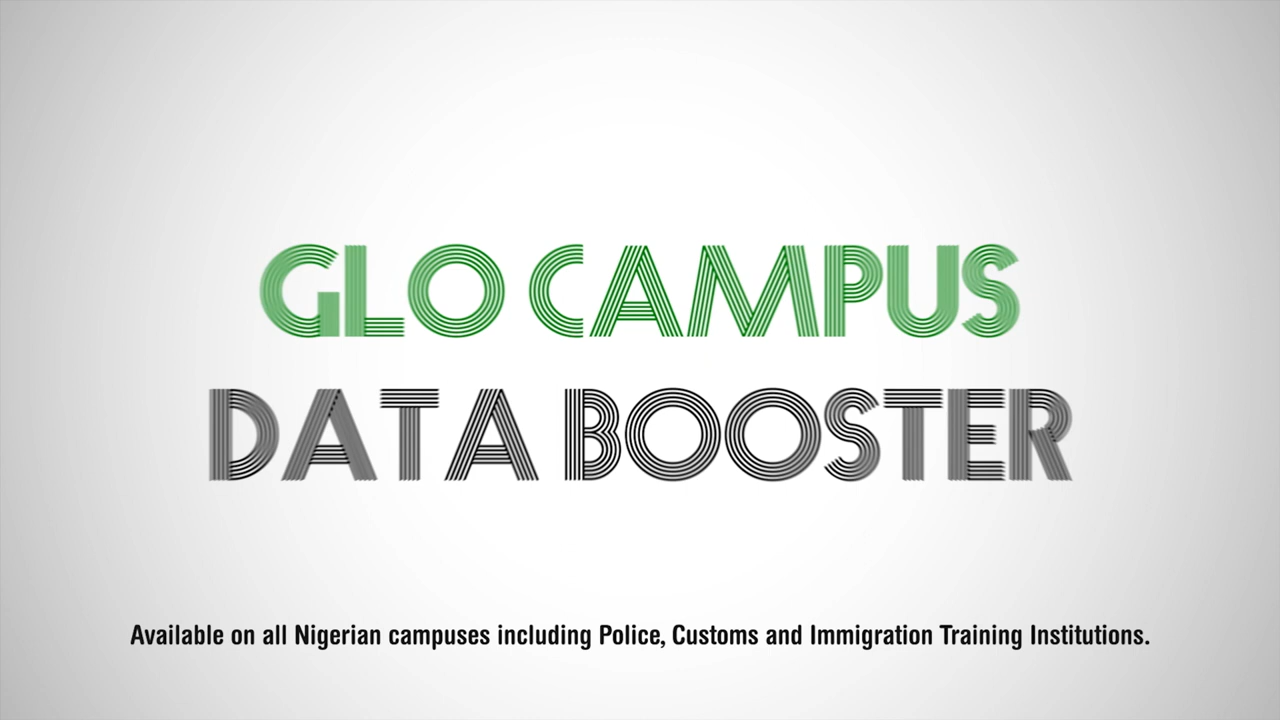 GLO CAMPUS
DATA BOOSTER
Available on all Nigerian campuses including Police, Customs and Immigration Training Institutions.